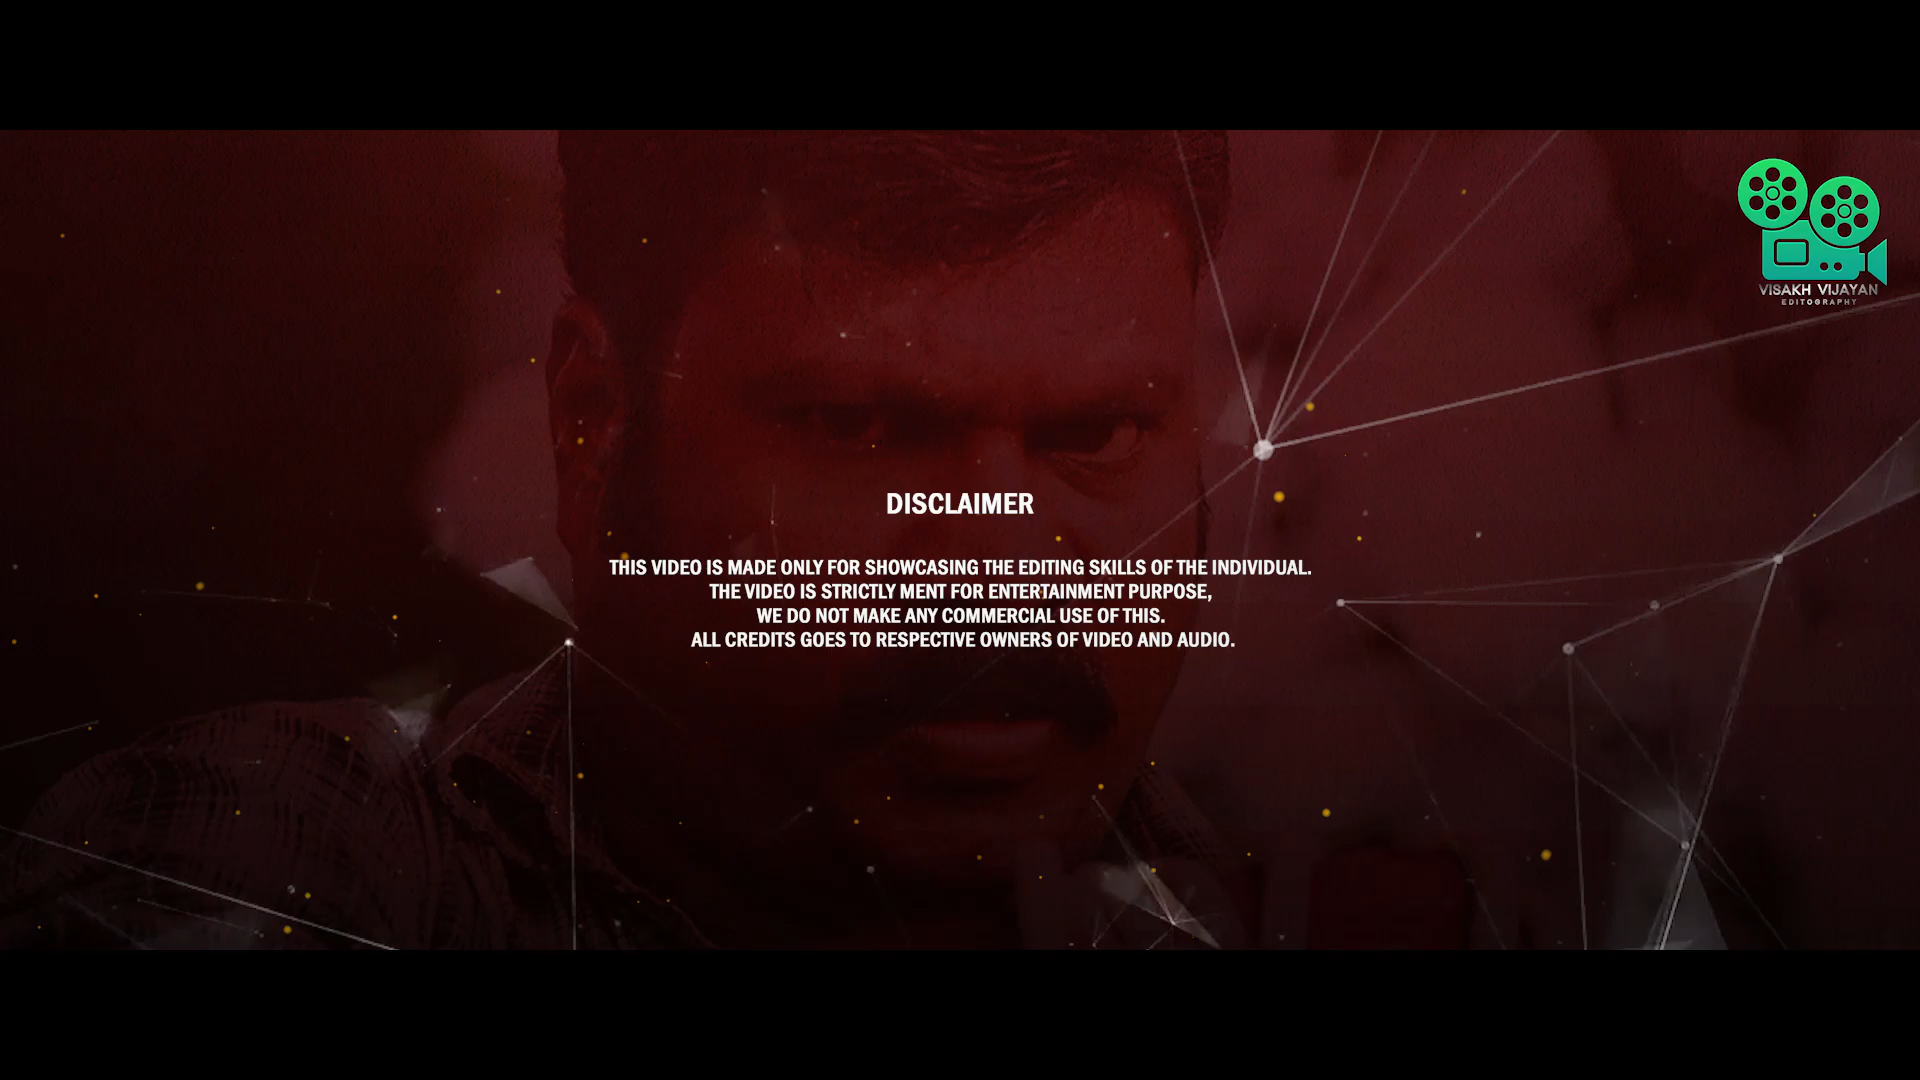 VISAKH VIJAYAN
EDITOGRAPHY
DISCLAIMER
THIS VIDEO IS MADE ONLY FOR SHOWCASING THE EDITING SKILLS OF THE INDIVIDUAL.
THE VIDEO IS STRICTLY MENT FOR ENTERTAINMENT PURPOSE,
WE DO NOT MAKE ANY COMMERCIAL USE OF THIS.
ALL CREDITS GOES TO RESPECTIVE OWNERS OF VIDEO AND AUDIO.